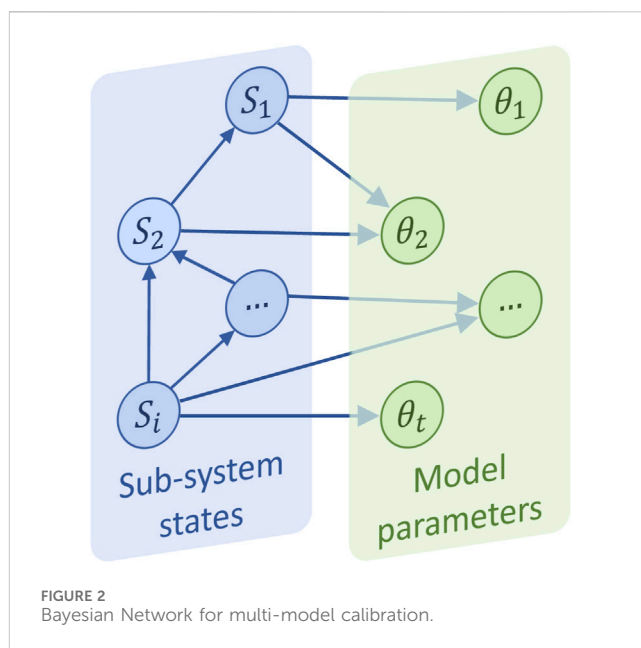 S₁
θ₁
S₂
θ₂
...
...
Sᵢ
θₜ
Sub-system
states
Model
parameters
FIGURE 2
Bayesian Network for multi-model calibration.